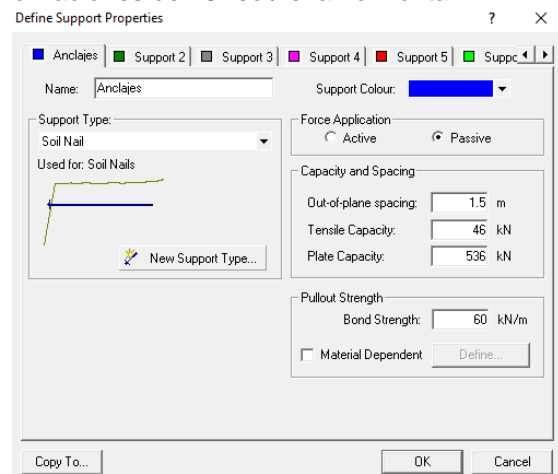 Define Support Properties ? ×
Anclajes Support 2 Support 3 Support 4 Support 5 Suppc
Name: Anclajes
Support Colour:
Support Type:
Soil Nail
Used for: Soil Nails
New Support Type...
Force Application
Active Passive
Capacity and Spacing
Out-of-plane spacing: 1.5 m
Tensile Capacity: 46 kN
Plate Capacity: 536 kN
Pullout Strength
Bond Strength: 60 kN/m
Material Dependent Define...
Copy To... OK Cancel